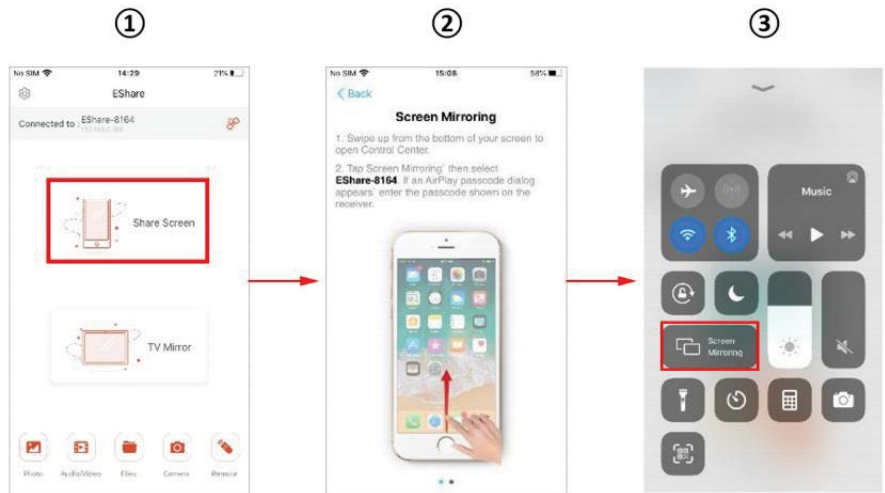 ①
②
③
No SIM 14:29 21%
EShare
Connected to : EShare-8164
Share Screen
TV Mirror
Photo Audio/Video Files Camera Remote
No SIM 15:08 58%
Back
Screen Mirroring
1. Swipe up from the bottom of your screen to
open Control Center.
2. Tap Screen Mirroring' then select
EShare-8164. If an AirPlay passcode dialog
appears' enter the passcode shown on the
receiver.
Music
Screen
Mirroring